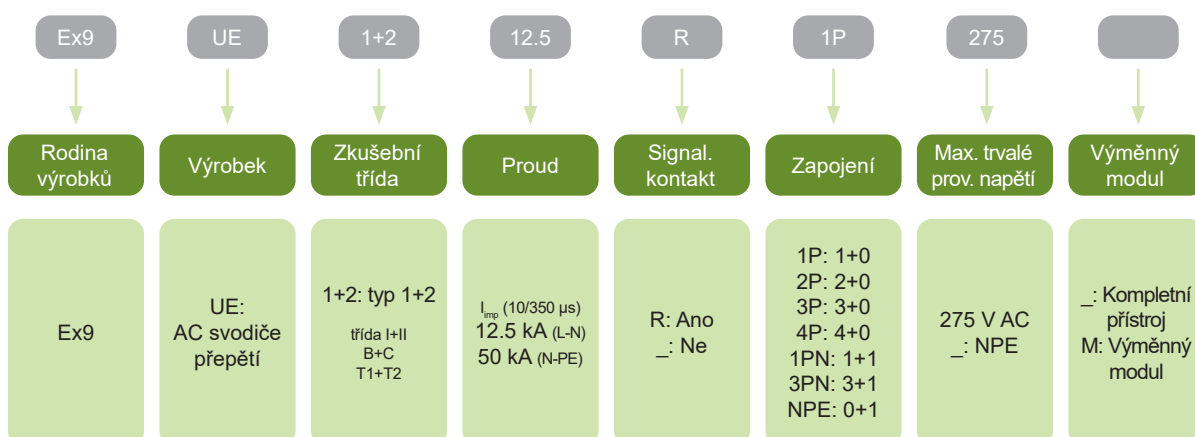 Ex9
UE
1+2
12.5
R
1P
275
Rodina
výrobků
Výrobek
Zkušební
třída
Proud
Signal.
kontakt
Zapojení
Max. trvalé
prov. napětí
Výměnný
modul
Ex9
UE:
AC svodiče
přepětí
1+2: typ 1+2
třída I+II
B+C
T1+T2
Iimp (10/350 µs)
12.5 kA (L-N)
50 kA (N-PE)
R: Ano
_: Ne
1P: 1+0
2P: 2+0
3P: 3+0
4P: 4+0
1PN: 1+1
3PN: 3+1
NPE: 0+1
275 V AC
_: NPE
_: Kompletní
přístroj
M: Výměnný
modul